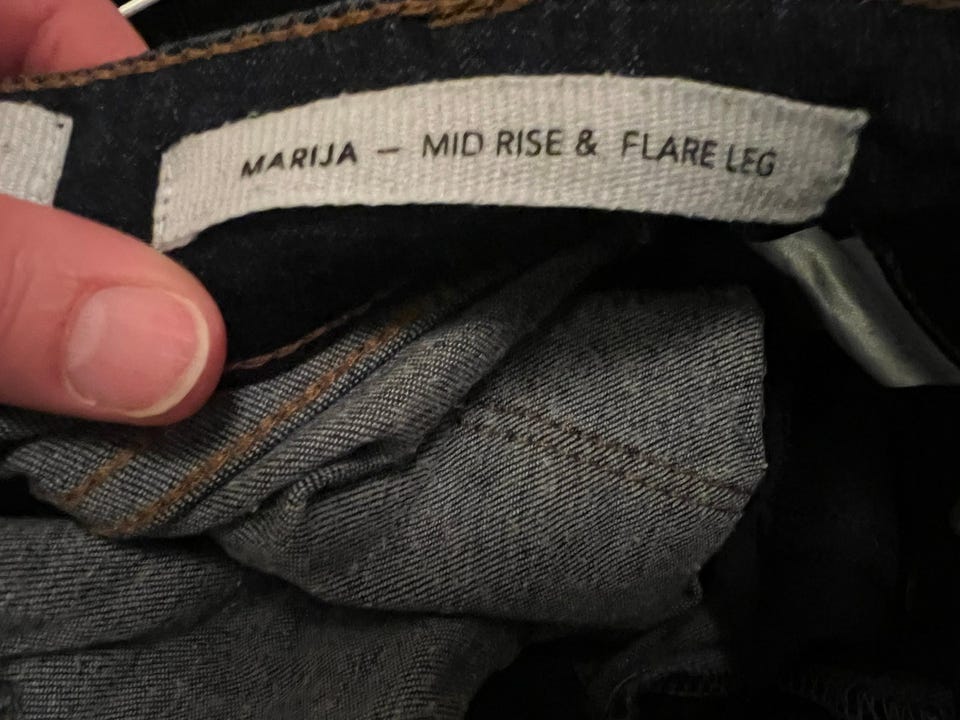 MARIJA — MID RISE & FLARE LEG